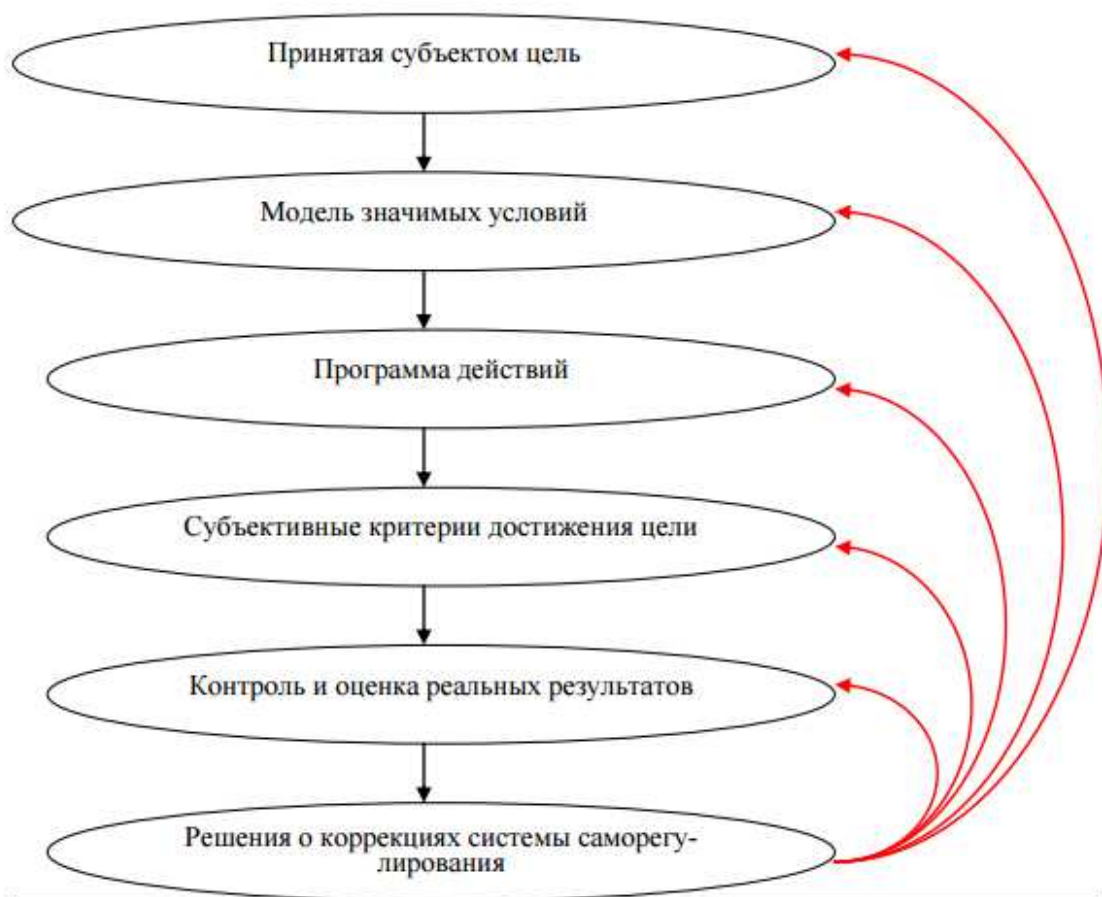 Принятая субъектом цель
Модель значимых условий
Программа действий
Субъективные критерии достижения цели
Контроль и оценка реальных результатов
Решения о коррекциях системы саморегу-
лирования